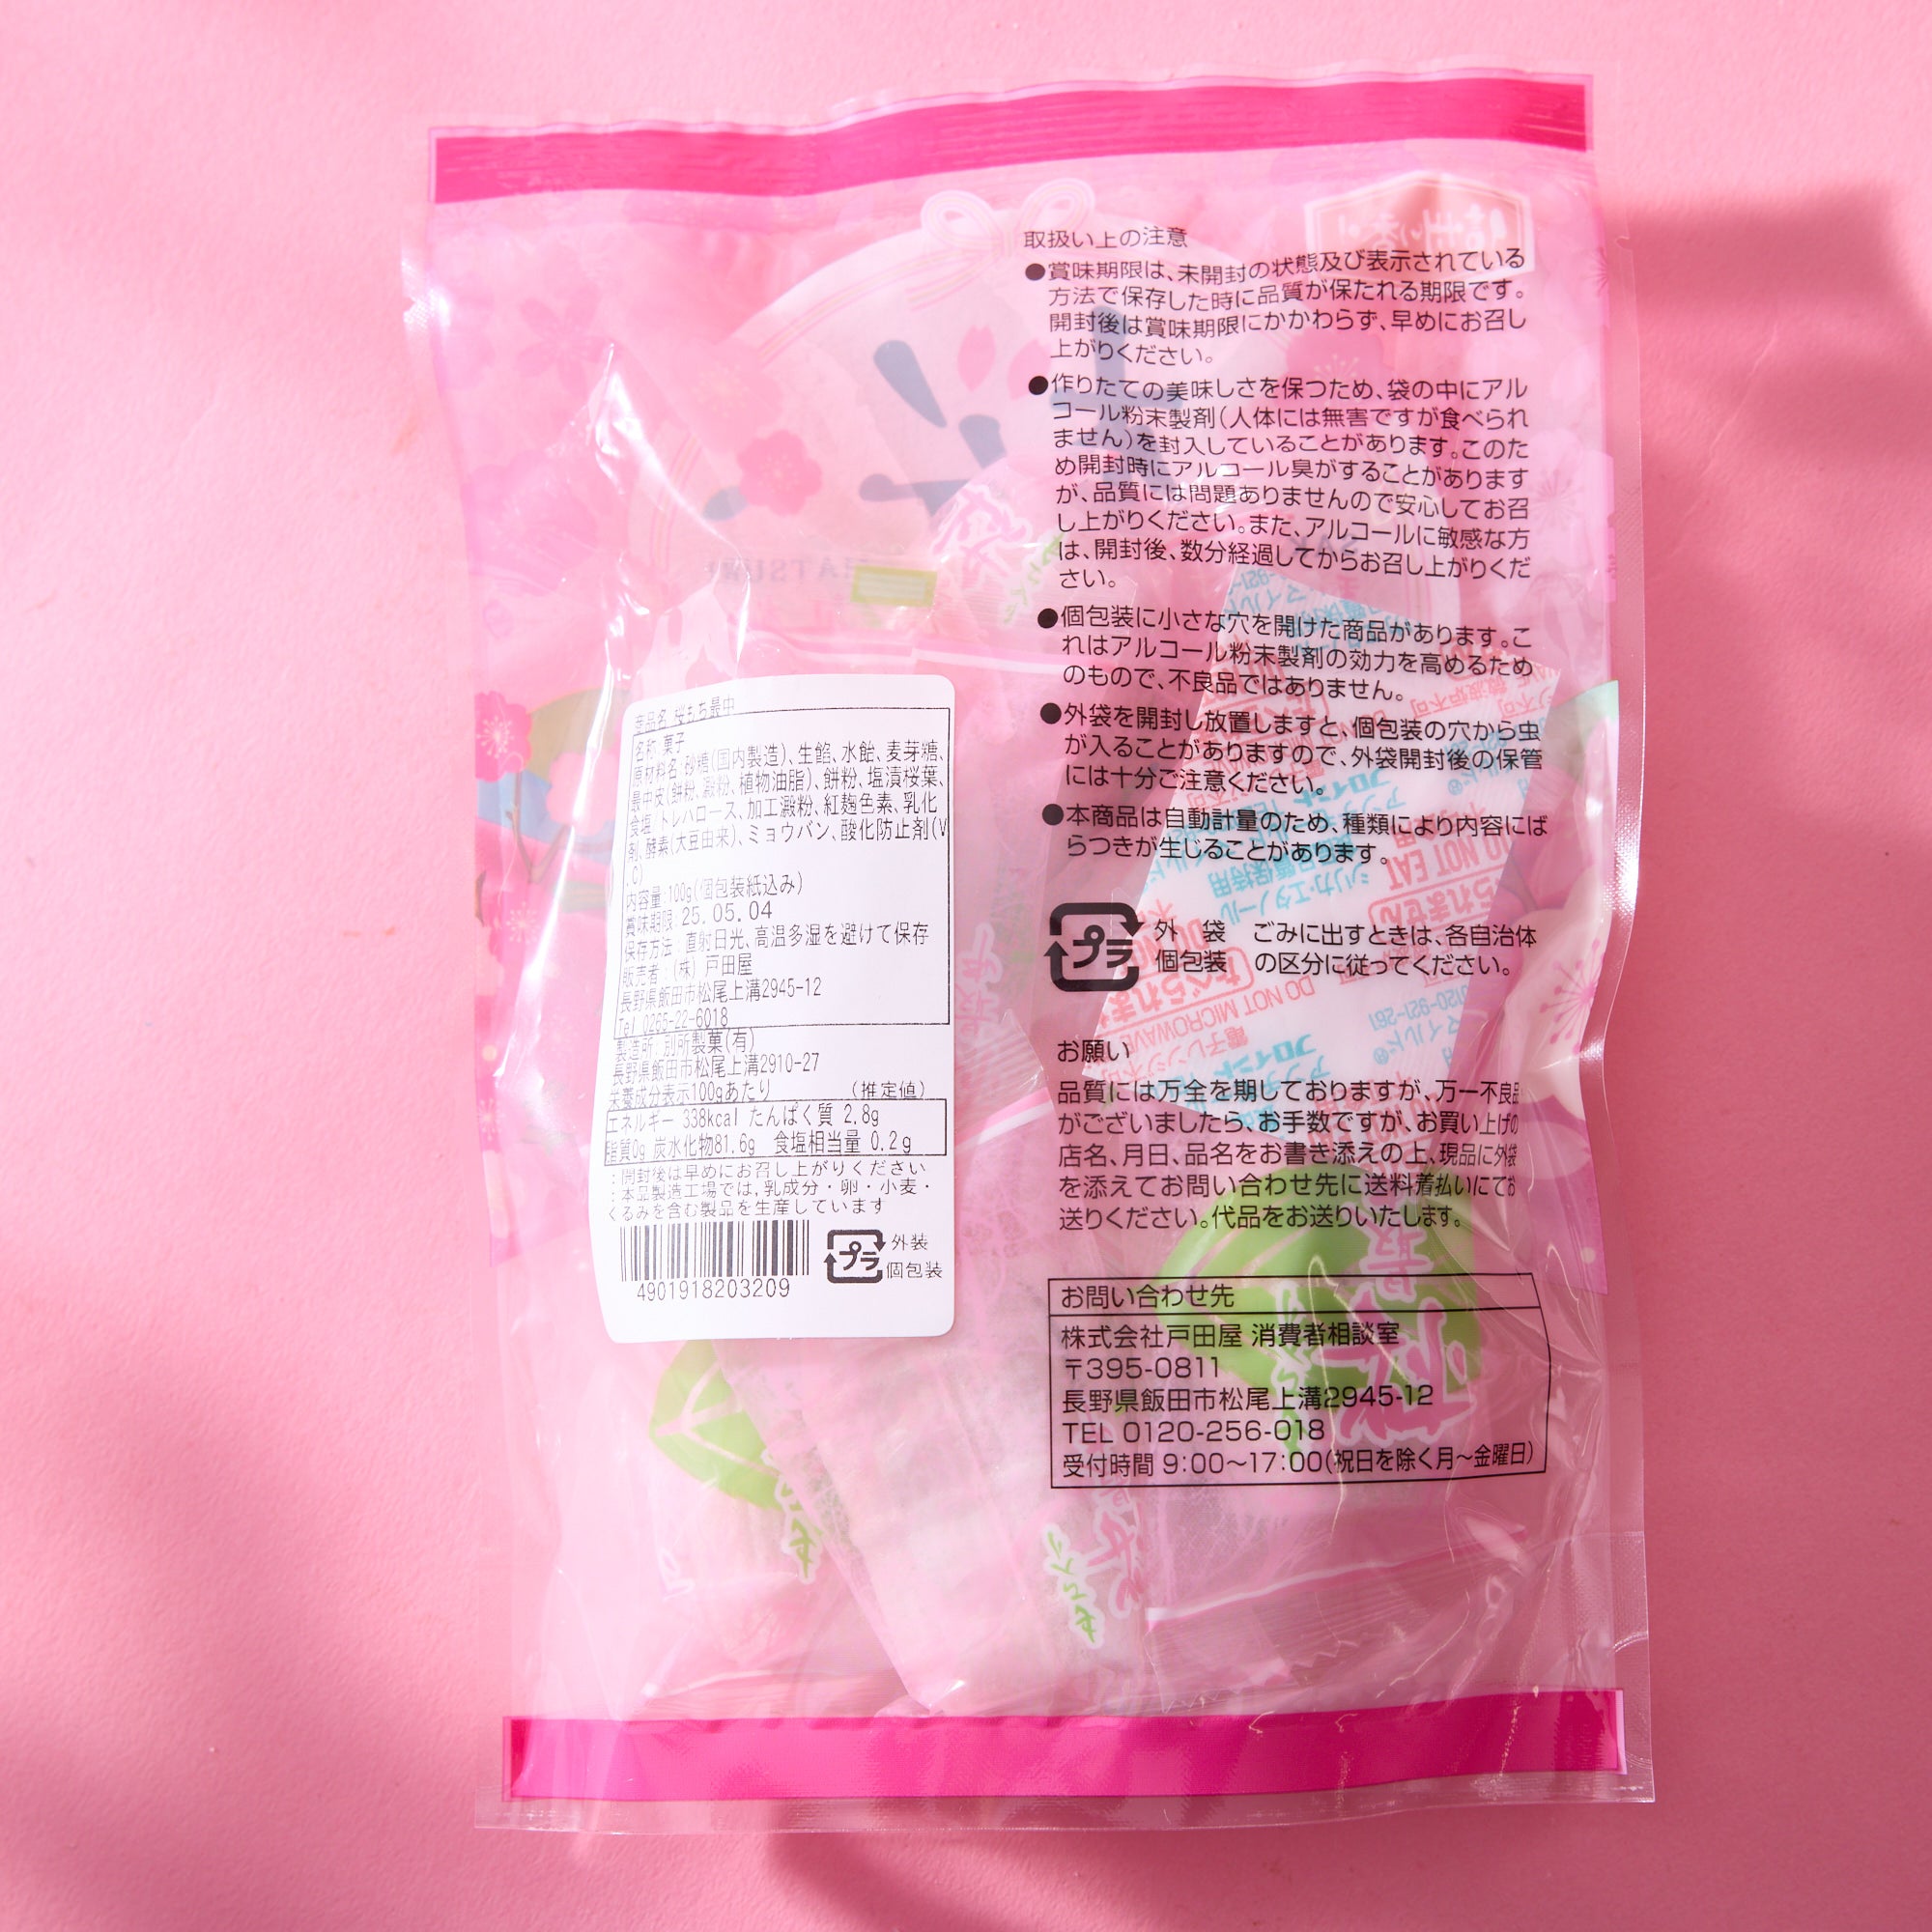 取扱い上の注意
●賞味期限は、未開封の状態及び表示されている
方法で保存した時に品質が保たれる期限です。
開封後は賞味期限にかかわらず、早めにお召し
上がりください。
●作りたての美味しさを保つため、袋の中にアル
コール粉末製剤(人体には無害ですが食べられ
ません)を封入していることがあります。このた
め開封時にアルコール臭がすることがあります
が、品質には問題ありませんので安心してお召
し上がりください。また、アルコールに敏感な方
は、開封後、数分経過してからお召し上がりくだ
さい。
●個包装に小さな穴を開けた商品があります。こ
れはアルコール粉末製剤の効力を高めるため
のもので、不良品ではありません。
●外袋を開封し放置しますと、個包装の穴から虫
が入ることがありますので、外袋開封後の保管
には十分ご注意ください。
●本商品は自動計量のため、種類により内容にば
らつきが生じることがあります。
プラ 外 袋 ごみに出すときは、各自治体
個包装 の区分に従ってください。
お願い
品質には万全を期しておりますが、万一不良品
がございましたら、お手数ですが、お買い上げの
店名、月日、品名をお書き添えの上、現品に外袋
を添えてお問い合わせ先に送料着払いにてお
送りください。代品をお送りいたします。
お問い合わせ先
株式会社戸田屋 消費者相談室
〒395-0811
長野県飯田市松尾上溝2945-12
TEL 0120-256-018
受付時間 9:00〜17:00(祝日を除く月〜金曜日)
商品名 桜もち最中
名称 菓子
原材料名 砂糖(国内製造)、生餡、水飴、麦芽糖、
最中皮(餅粉、澱粉、植物油脂)、餅粉、塩漬桜葉、
食塩/トレハロース、加工澱粉、紅麹色素、乳化
剤、酵素(大豆由来)、ミョウバン、酸化防止剤(V
.C)
内容量:100g(個包装紙込み)
賞味期限:25.05.04
保存方法:直射日光、高温多湿を避けて保存
販売者:(株)戸田屋
長野県飯田市松尾上溝2945-12
Tel 0265-22-6018
製造所:別所製菓(有)
長野県飯田市松尾上溝2910-27
栄養成分表示100gあたり (推定値)
エネルギー 338kcal たんぱく質 2.8g
脂質0g 炭水化物81.6g 食塩相当量 0.2g
:開封後は早めにお召し上がりください
:本品製造工場では,乳成分・卵・小麦・
くるみを含む製品を生産しています
4901918203209
プラ 外装
個包装
DO NOT EAT
DO NOT MICROWAVE